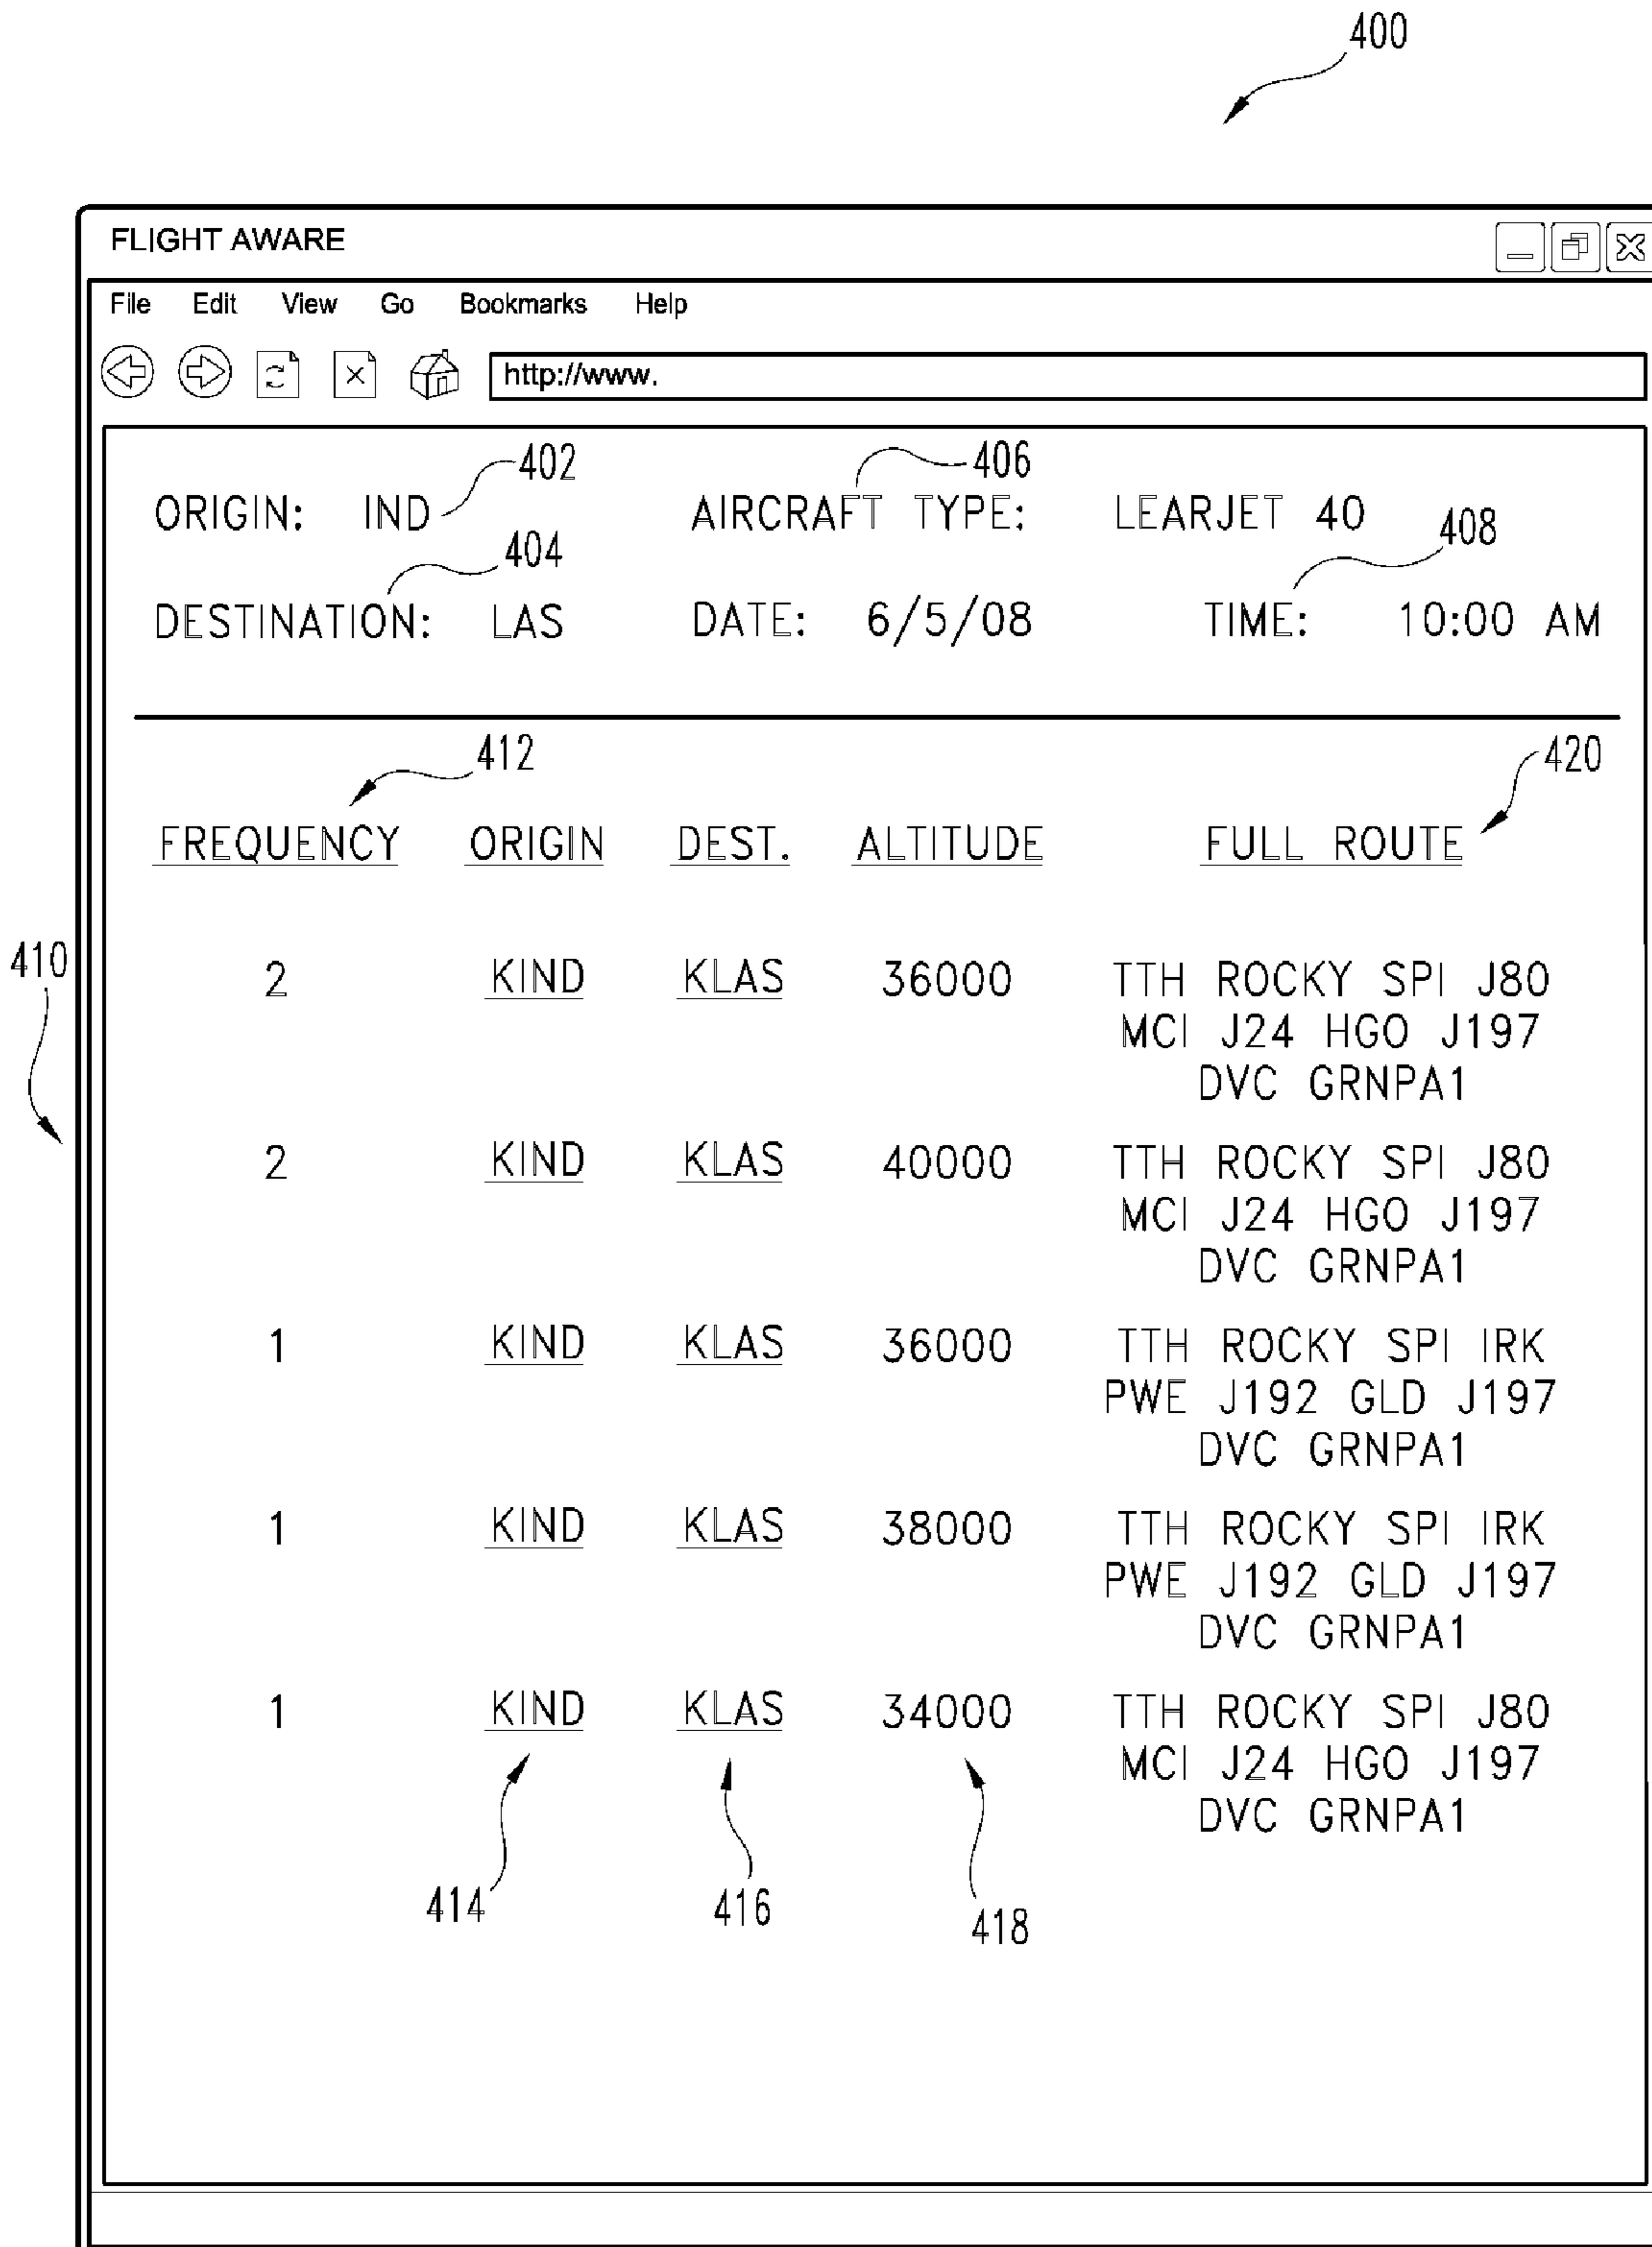 400
FLIGHT AWARE
File Edit View Go Bookmarks Help
http://www.
402 406
ORIGIN: IND AIRCRAFT TYPE: LEARJET 40
404 408
DESTINATION: LAS DATE: 6/5/08 TIME: 10:00 AM
412 420
FREQUENCY ORIGIN DEST. ALTITUDE FULL ROUTE
410
2 KIND KLAS 36000 TTH ROCKY SPI J80
MCI J24 HGO J197
DVC GRNPA1
2 KIND KLAS 40000 TTH ROCKY SPI J80
MCI J24 HGO J197
DVC GRNPA1
1 KIND KLAS 36000 TTH ROCKY SPI IRK
PWE J192 GLD J197
DVC GRNPA1
1 KIND KLAS 38000 TTH ROCKY SPI IRK
PWE J192 GLD J197
DVC GRNPA1
1 KIND KLAS 34000 TTH ROCKY SPI J80
MCI J24 HGO J197
DVC GRNPA1
414 416 418